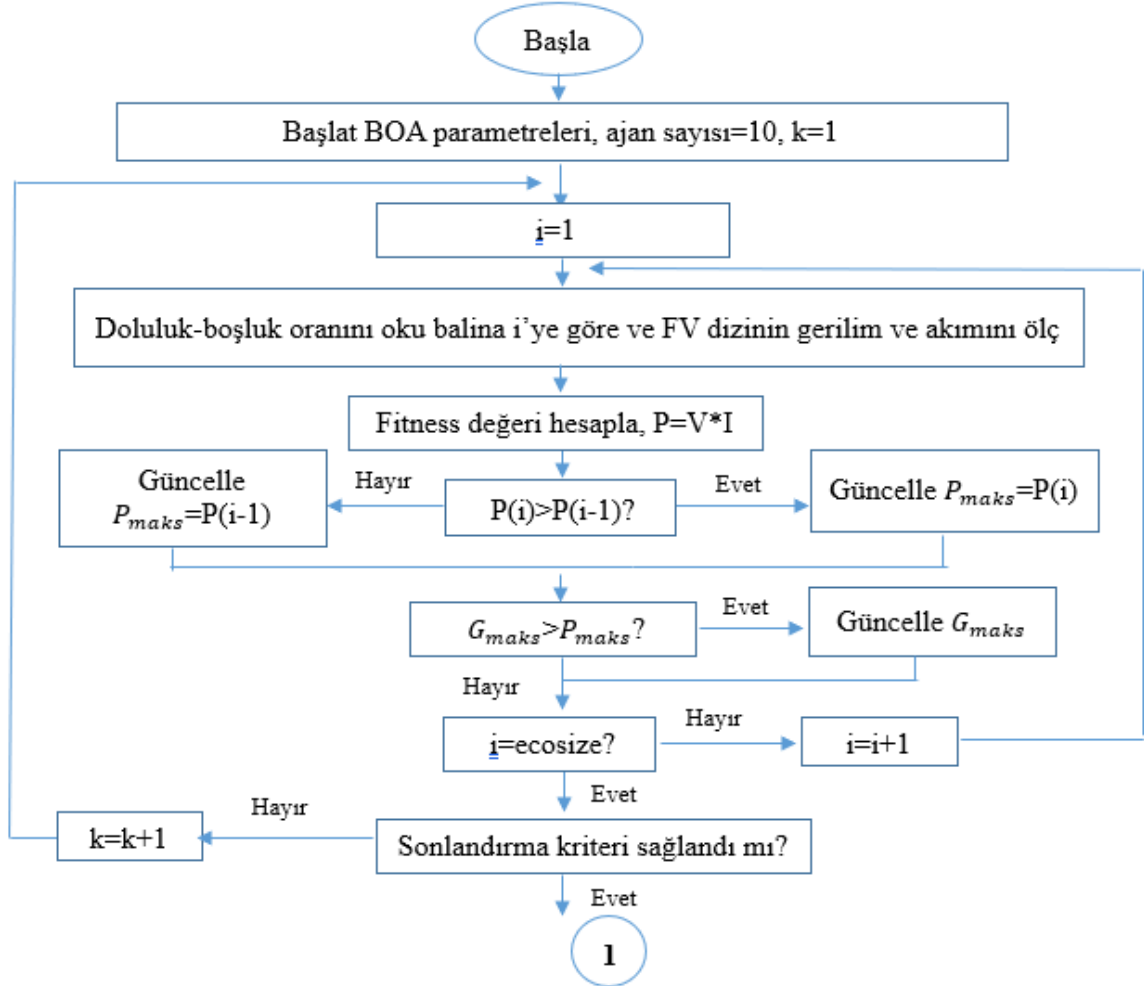 Başla
Başlat BOA parametreleri, ajan sayısı=10, k=1
i=1
Doluluk-boşluk oranını oku balina i’ye göre ve FV dizinin gerilim ve akımını ölç
Fitness değeri hesapla, P=V*I
Güncelle
P_maks=P(i-1)
Hayır
P(i)>P(i-1)?
Evet
Güncelle P_maks=P(i)
G_maks>P_maks?
Evet
Güncelle G_maks
Hayır
i=ecosize?
Hayır
i=i+1
Evet
k=k+1
Hayır
Sonlandırma kriteri sağlandı mı?
Evet
1